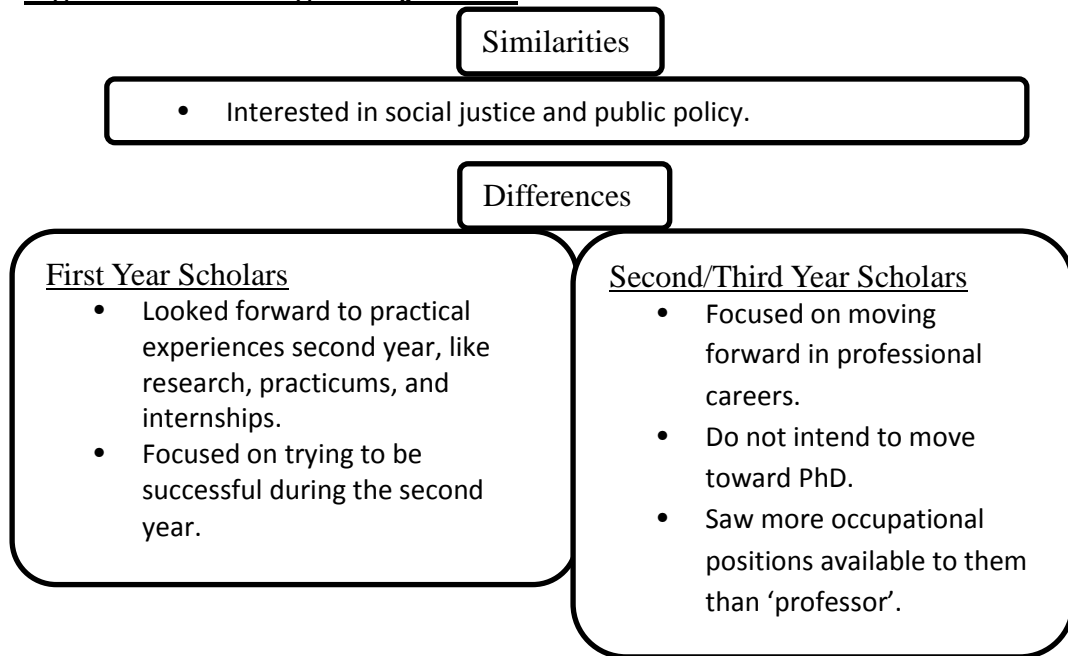 Similarities
• Interested in social justice and public policy.
Differences
First Year Scholars
• Looked forward to practical
experiences second year, like
research, practicums, and
internships.
• Focused on trying to be
successful during the second
year.
Second/Third Year Scholars
• Focused on moving
forward in professional
careers.
• Do not intend to move
toward PhD.
• Saw more occupational
positions available to them
than ‘professor’.